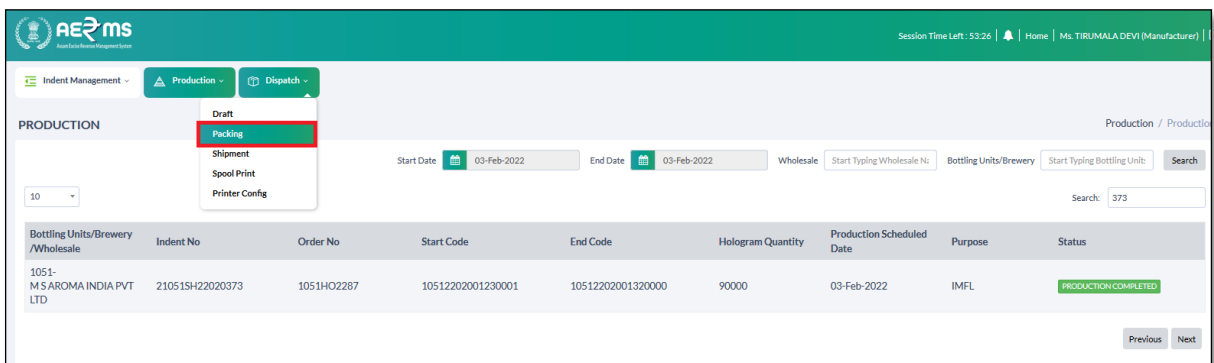 AERMS
Assam Excise Revenue Management System
Session Time Left : 53:26 | Home | Ms. TIRUMALA DEVI (Manufacturer) |
Indent Management Production Dispatch
Draft
Packing
Shipment
Spool Print
Printer Config
PRODUCTION
Production / Productio
Start Date 03-Feb-2022 End Date 03-Feb-2022 Wholesale Start Typing Wholesale Na Bottling Units/Brewery Start Typing Bottling Unit: Search
10 Search: 373
Bottling Units/Brewery /Wholesale Indent No Order No Start Code End Code Hologram Quantity Production Scheduled Date Purpose Status
1051-
M S AROMA INDIA PVT LTD 21051SH22020373 1051HO2287 10512202001230001 10512202001320000 90000 03-Feb-2022 IMFL PRODUCTION COMPLETED
Previous Next